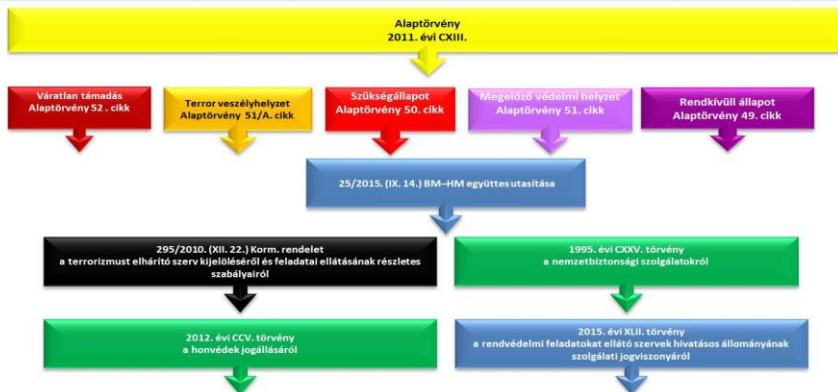 Alaptörvény
2011. évi CXIII.
Váratlan támadás
Alaptörvény 52 . cikk
Terror veszélyhelyzet
Alaptörvény 51/A. cikk
Szükségállapot
Alaptörvény 50. cikk
Megelőző védelmi helyzet
Alaptörvény 51. cikk
Rendkívüli állapot
Alaptörvény 49. cikk
25/2015. (IX. 14.) BM–HM együttes utasítása
295/2010. (XII. 22.) Korm. rendelet
a terrorizmust elhárító szerv kijelöléséről és feladatai ellátásának részletes
szabályairól
1995. évi CXXV. törvény
a nemzetbiztonsági szolgálatokról
2012. évi CCV. törvény
a honvédek jogállásáról
2015. évi XLII. törvény
a rendvédelmi feladatokat ellátó szervek hivatásos állományának
szolgálati jogviszonyáról